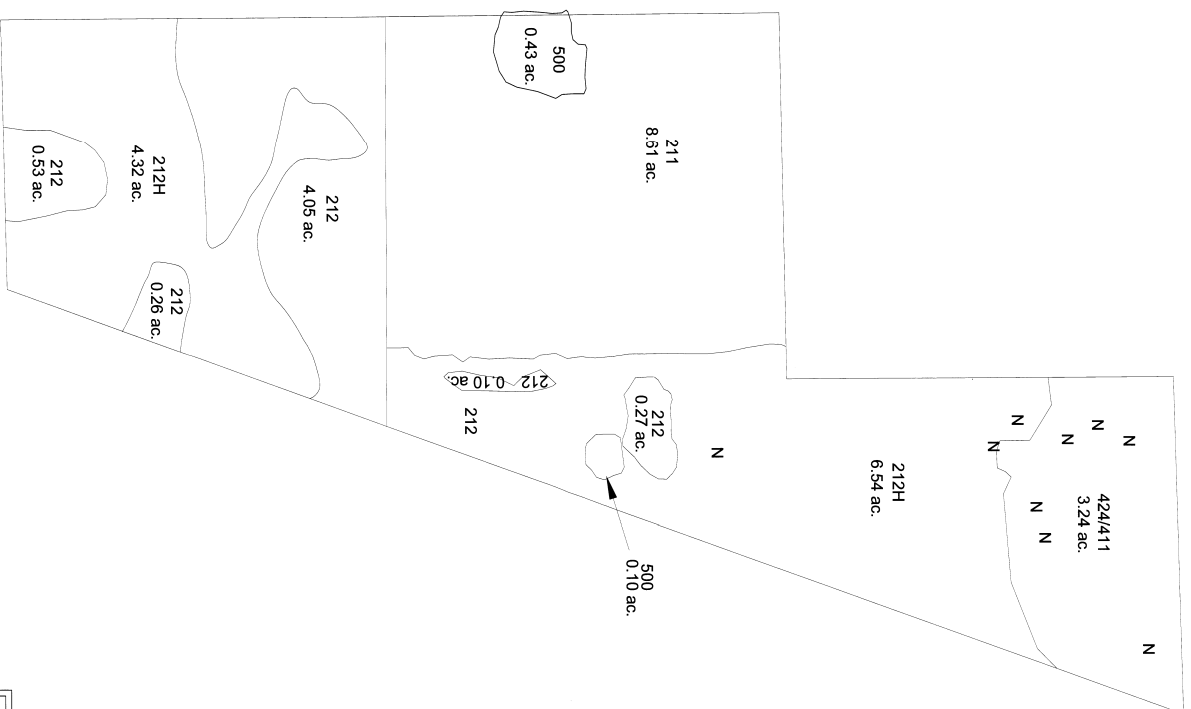 500
0.43 ac.
211
8.61 ac.
212
0.53 ac.
212H
4.32 ac.
212
4.05 ac.
212
0.26 ac.
212 0.10 ac.
212
212
0.27 ac.
N
500
0.10 ac.
212H
6.54 ac.
N
N
N
N
N
424/411
3.24 ac.
N
N
N